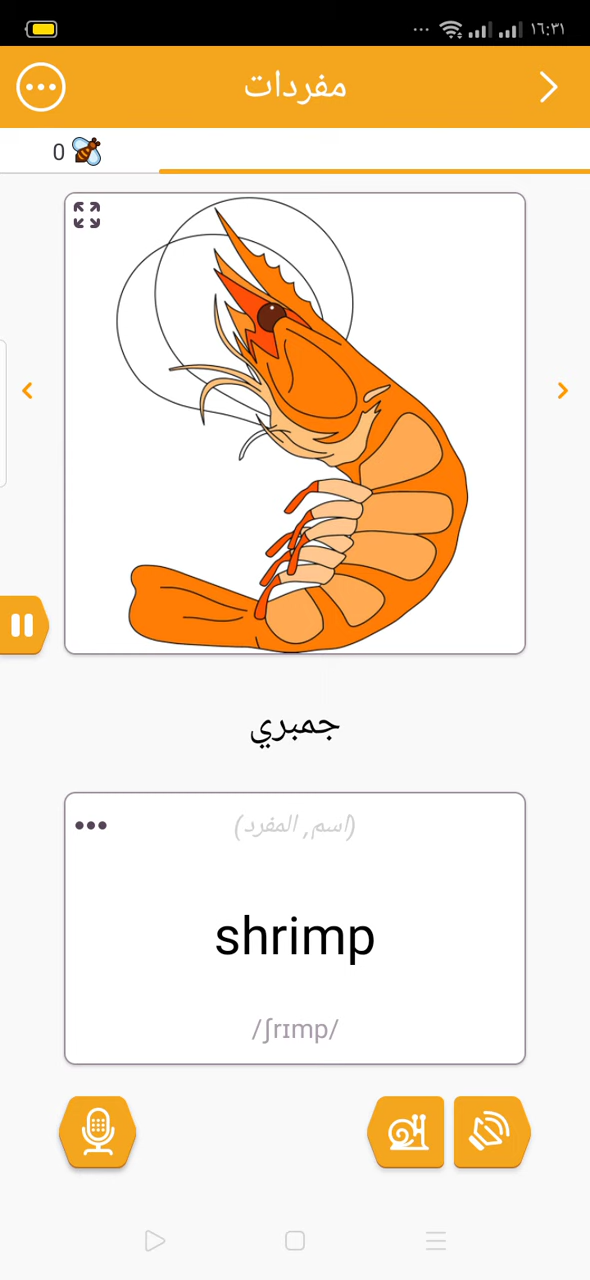 ١٦:٣١
مفردات
0
جمبري
(اسم, المفرد)
shrimp
/ʃrɪmp/